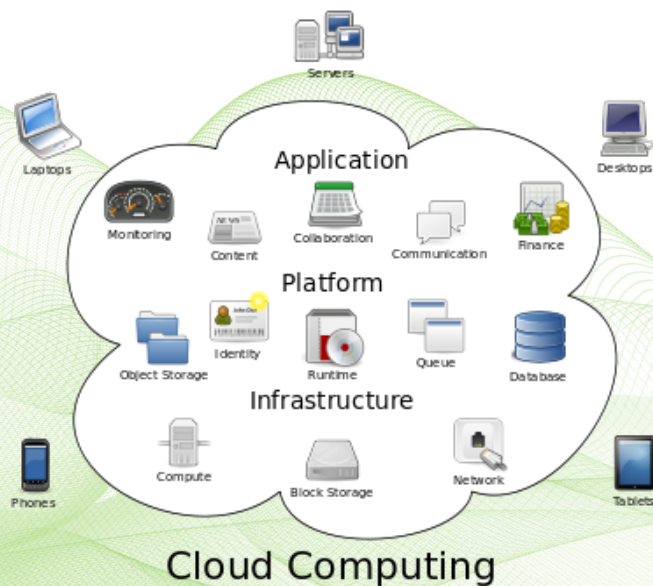 Servers
Laptops
Desktops
Application
Monitoring
Content
Collaboration
Communication
Finance
Platform
Object Storage
Identity
Runtime
Queue
Database
Infrastructure
Compute
Block Storage
Network
Phones
Tablets
Cloud Computing